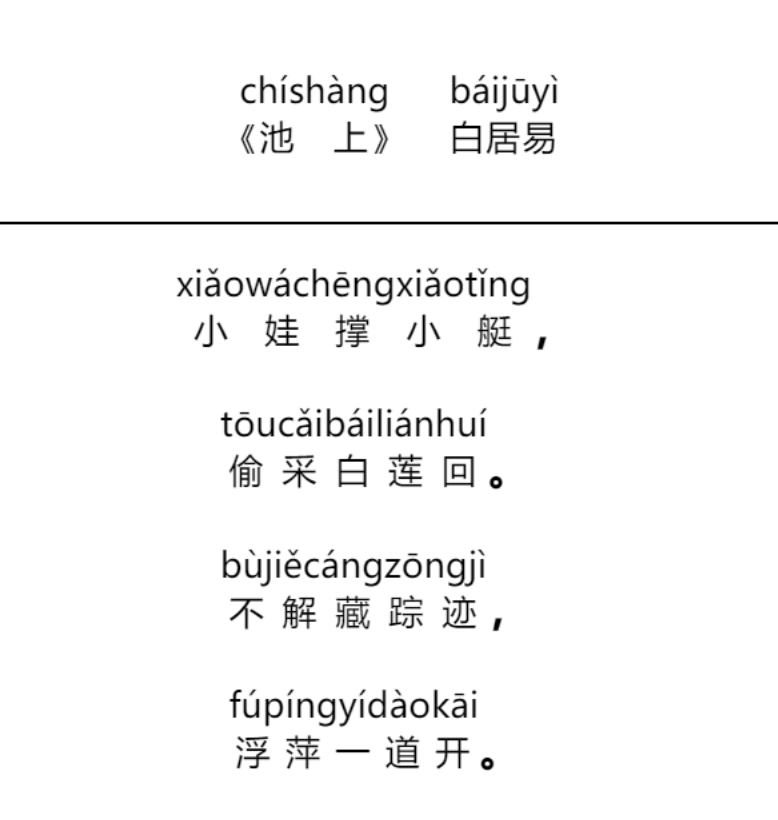 chíshàng báijūyì
《池 上》 白居易
xiǎowáchēngxiǎotǐng
小 娃 撑 小 艇，
tōucǎibáiliánhuí
偷 采 白 莲 回。
bùjiěcángzōngjì
不 解 藏 踪 迹，
fúpíngyídàokāi
浮 萍 一 道 开。